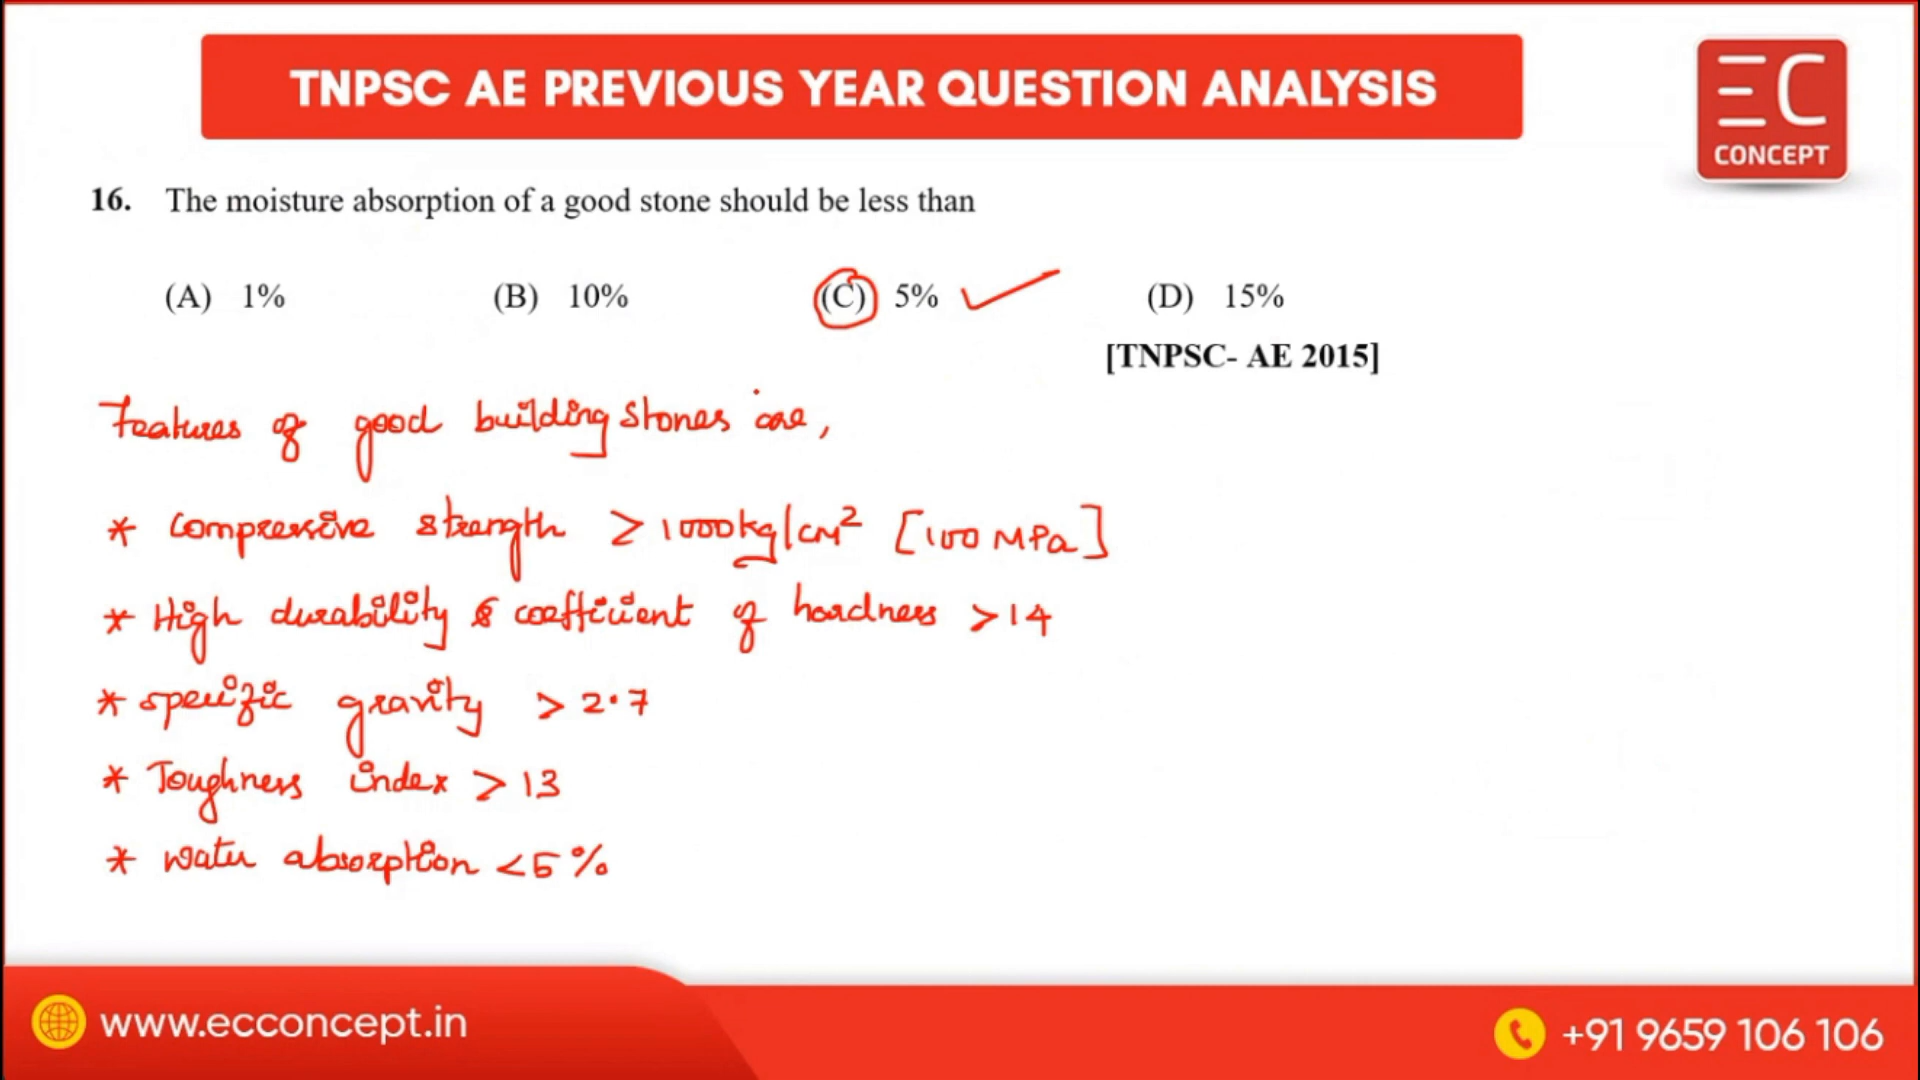 TNPSC AE PREVIOUS YEAR QUESTION ANALYSIS
EC
CONCEPT
16. The moisture absorption of a good stone should be less than
(A) 1% (B) 10% (C) 5% (D) 15%
[TNPSC- AE 2015]
Features of good building stones are,
* compressive strength > 1000kg/cm² [100 MPa]
* High durability & coefficient of hardness >14
* specific gravity > 2.7
* Toughness index > 13
* water absorption <5%
www.ecconcept.in
+91 9659 106 106